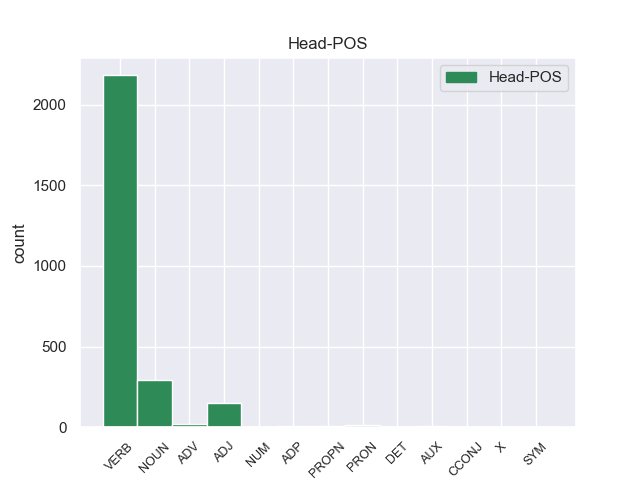 Head-POS
Head-POS
2000
1500
1000
500
0
count
VERB NOUN ADV ADJ NUM ADP PROPN PRON DET AUX CCONJ X SYM